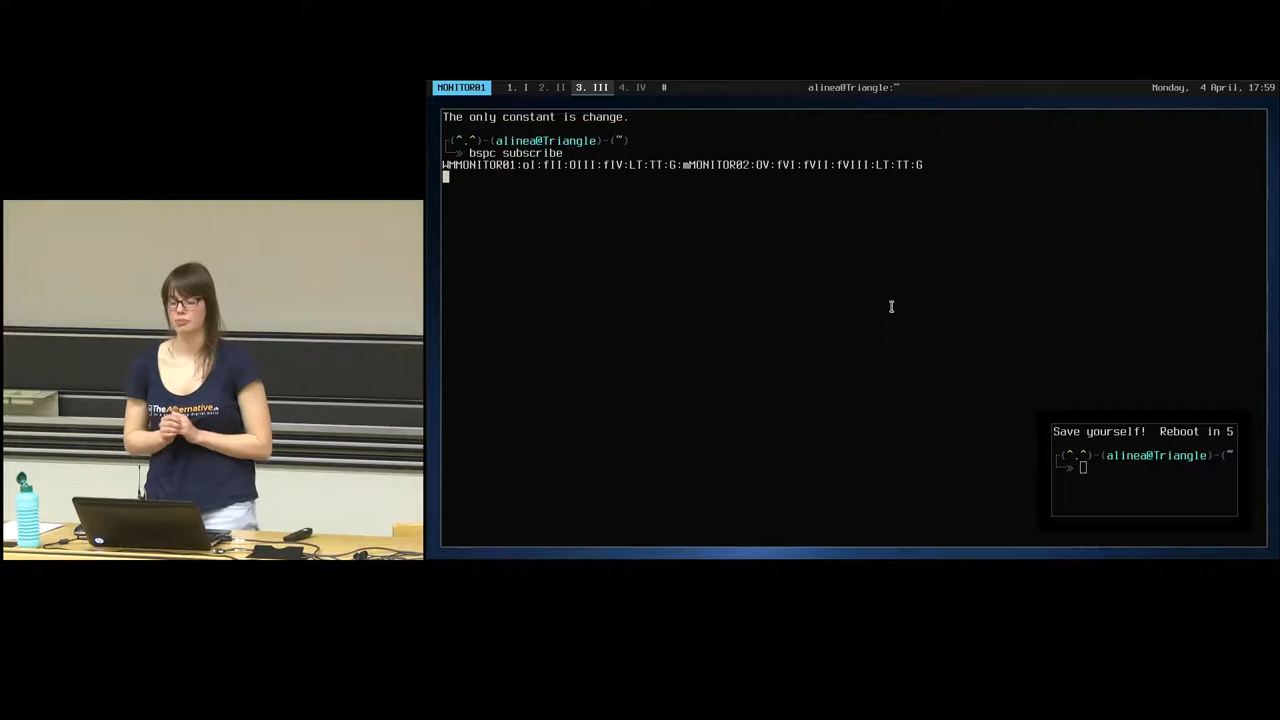 MONITOR01 1. I 2. II 3. III 4. IV # alinea@Triangle:~ Monday, 4 April, 17:59
The only constant is change.
┌(^.^)-(alinea@Triangle)-(~)
└─» bspc subscribe
WMMONITOR01:oI:fII:OIII:fIV:LT:TT:G:mMONITOR02:OV:fVI:fVII:fVIII:LT:TT:G
Save yourself! Reboot in 5
┌(^.^)-(alinea@Triangle)-(~
└─»
TheAlternative.ch